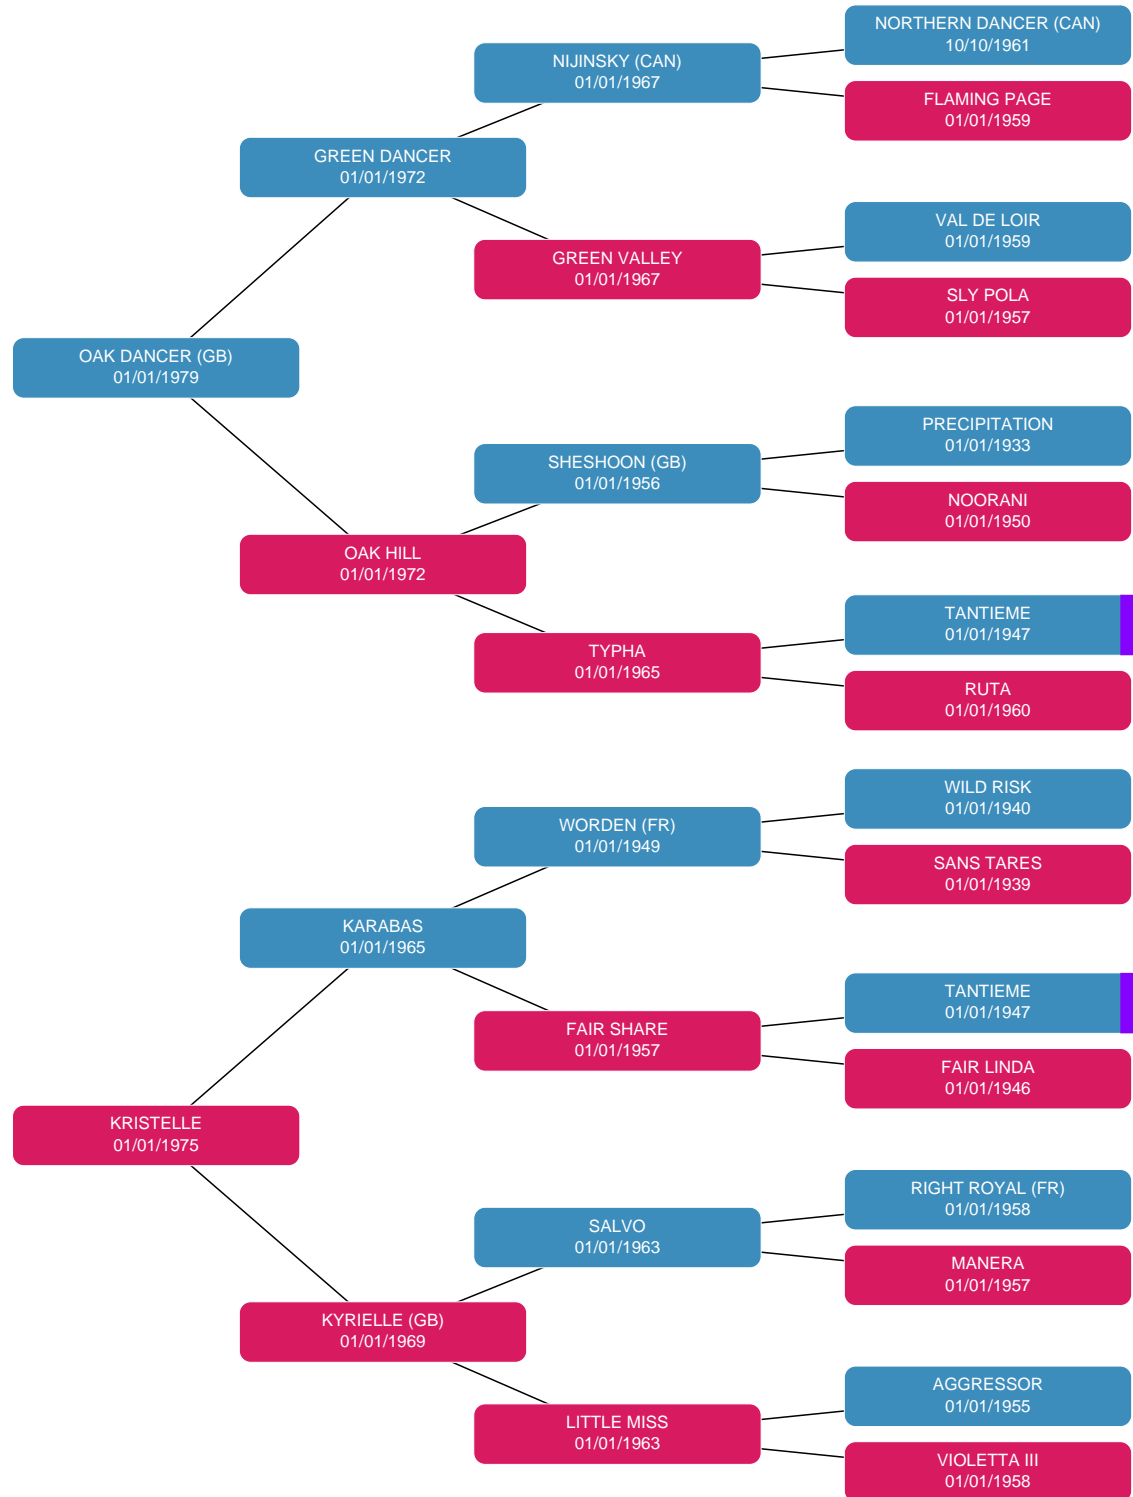 NORTHERN DANCER (CAN)
10/10/1961
NIJINSKY (CAN)
01/01/1967
FLAMING PAGE
01/01/1959
GREEN DANCER
01/01/1972
VAL DE LOIR
01/01/1959
GREEN VALLEY
01/01/1967
SLY POLA
01/01/1957
OAK DANCER (GB)
01/01/1979
PRECIPITATION
01/01/1933
SHESHOON (GB)
01/01/1956
NOORANI
01/01/1950
OAK HILL
01/01/1972
TANTIEME
01/01/1947
TYPHA
01/01/1965
RUTA
01/01/1960
WILD RISK
01/01/1940
WORDEN (FR)
01/01/1949
SANS TARES
01/01/1939
KARABAS
01/01/1965
TANTIEME
01/01/1947
FAIR SHARE
01/01/1957
FAIR LINDA
01/01/1946
KRISTELLE
01/01/1975
RIGHT ROYAL (FR)
01/01/1958
SALVO
01/01/1963
MANERA
01/01/1957
KYRIELLE (GB)
01/01/1969
AGGRESSOR
01/01/1955
LITTLE MISS
01/01/1963
VIOLETTA III
01/01/1958